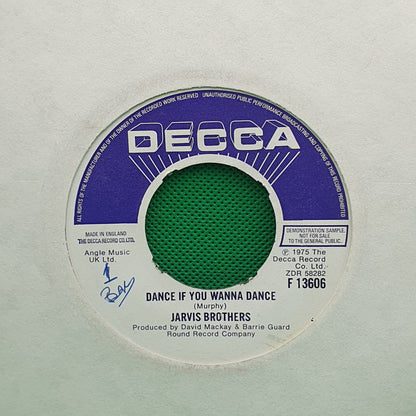 ALL RIGHTS OF THE MANUFACTURER AND OF THE OWNER OF THE RECORDED WORK RESERVED UNAUTHORISED PUBLIC PERFORMANCE BROADCASTING AND COPYING OF THIS RECORD PROHIBITED
DECCA
MADE IN ENGLAND
THE DECCA RECORD CO. LTD.
Angle Music
UK Ltd.
DEMONSTRATION
SAMPLE.
NOT FOR SALE
TO THE GENERAL PUBLIC.
℗ 1975 The
Decca Record
Co. Ltd.
ZDR 58282
F 13606
1
DANCE IF YOU WANNA DANCE
(Murphy)
JARVIS BROTHERS
Produced by David Mackay & Barrie Guard
Round Record Company